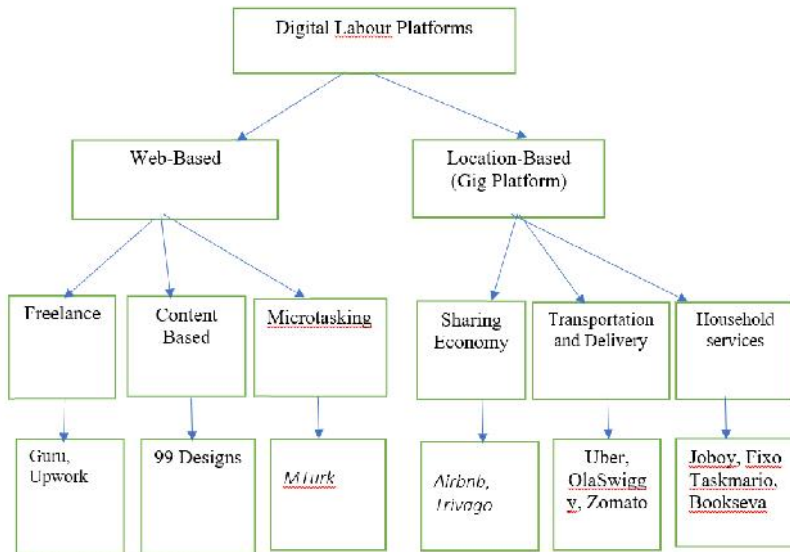 Digital Labour Platforms
Web-Based
Location-Based
(Gig Platform)
Freelance
Content
Based
Microtasking
Sharing
Economy
Transportation
and Delivery
Household
services
Guru,
Upwork
99 Designs
MTurk
Airbnb,
Trivago
Uber,
OlaSwigg
y, Zomato
Joboy, Fixo
Taskmario,
Bookseva